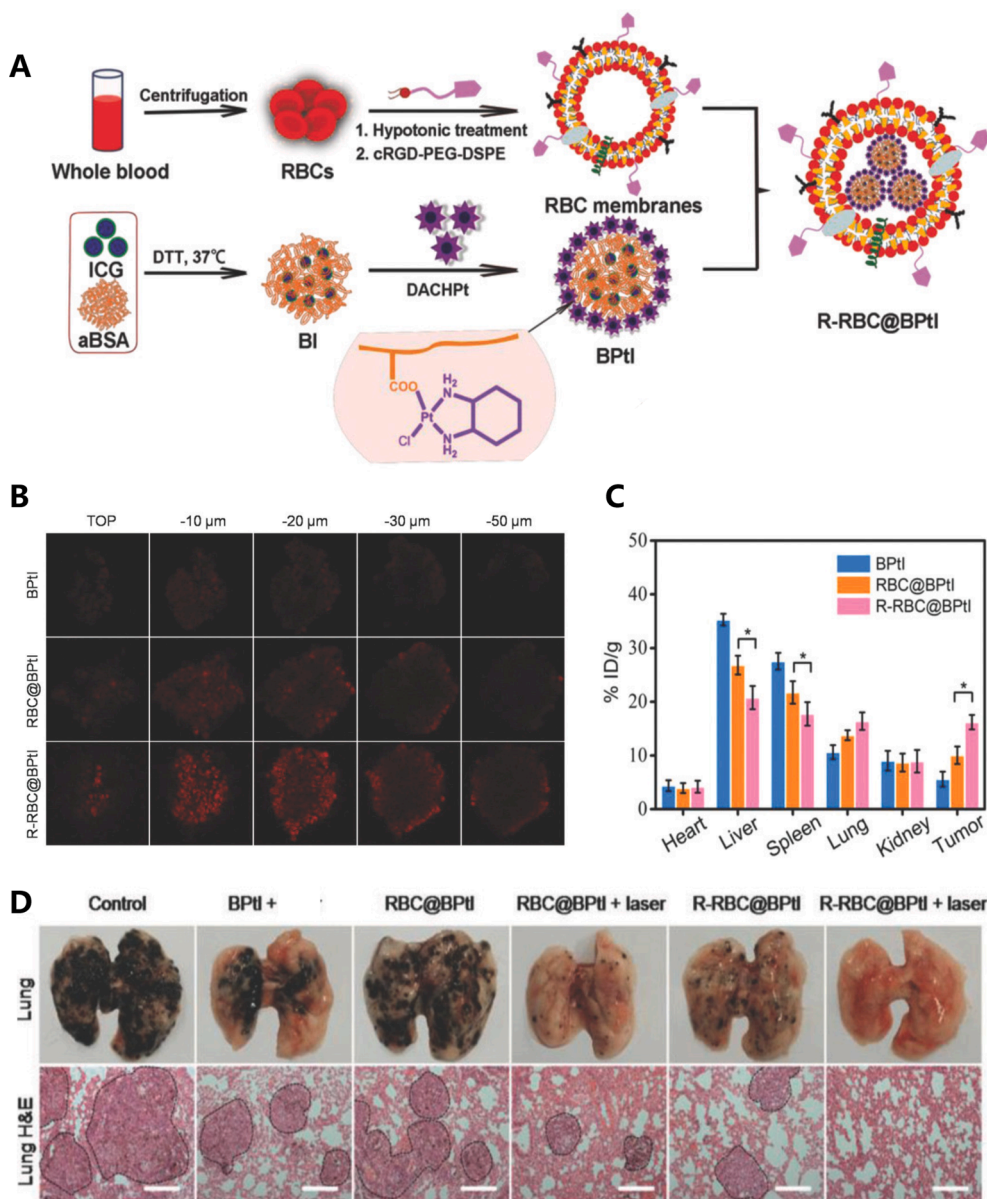 A
Whole blood
Centrifugation
RBCs
1. Hypotonic treatment
2. cRGD-PEG-DSPE
RBC membranes
ICG
aBSA
DTT, 37℃
BI
DACHPt
BPtI
R-RBC@BPtI
COO
Pt
Cl
H
N
2
N
H
2
B
TOP
-10 µm
-20 µm
-30 µm
-50 µm
BPtI
RBC@BPtI
R-RBC@BPtI
C
% ID/g
50
40
30
20
10
0
BPtI
RBC@BPtI
R-RBC@BPtI
*
*
*
Heart
Liver
Spleen
Lung
Kidney
Tumor
D
Control
BPtI +
RBC@BPtI
RBC@BPtI + laser
R-RBC@BPtI
R-RBC@BPtI + laser
Lung
Lung H&E